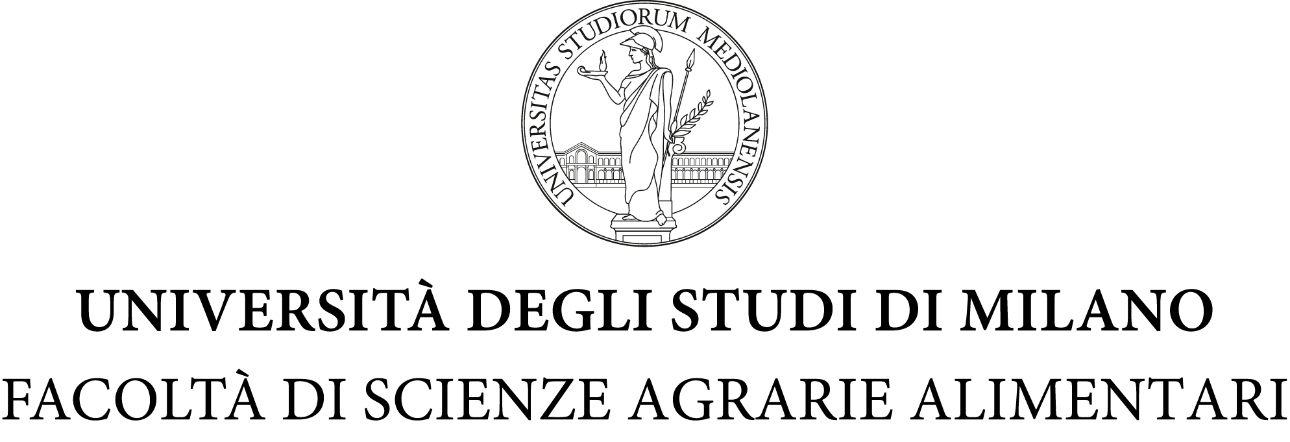 UNIVERSITAS STUDIORUM MEDIOLANENSIS
UNIVERSITÀ DEGLI STUDI DI MILANO
FACOLTÀ DI SCIENZE AGRARIE ALIMENTARI